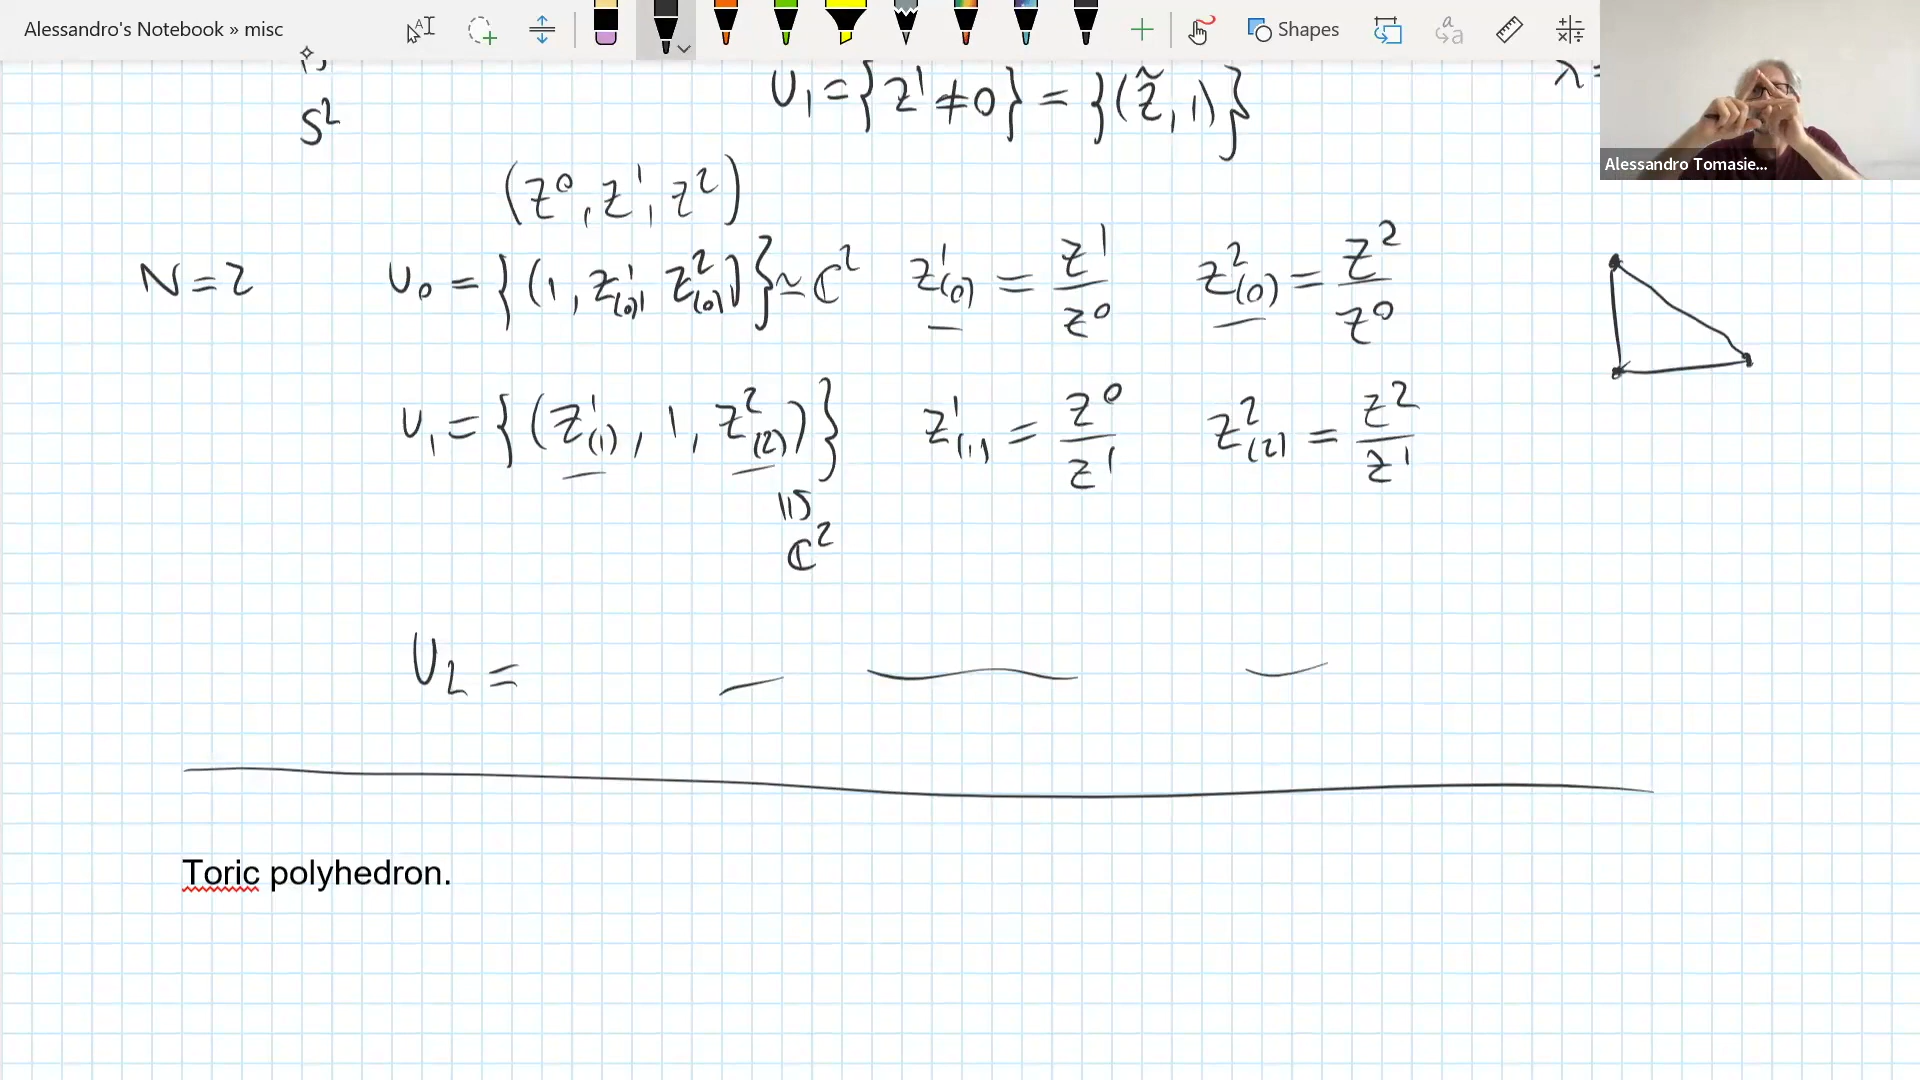 Alessandro's Notebook » misc
Shapes
U₁ = {z¹ ≠ 0} = {(z̃, 1)}
λ=
S²
Alessandro Tomasie...
(z⁰, z¹, z²)
N=2 U₀ = {(1, z¹₍₀₎, z²₍₀₎)} ≃ ℂ² z¹₍₀₎ = z¹/z⁰ z²₍₀₎ = z²/z⁰
U₁ = {(z¹₍₁₎, 1, z²₍₂₎)} z¹₍₁₎ = z⁰/z¹ z²₍₂₎ = z²/z¹
≃
ℂ²
U₂ =
Toric polyhedron.